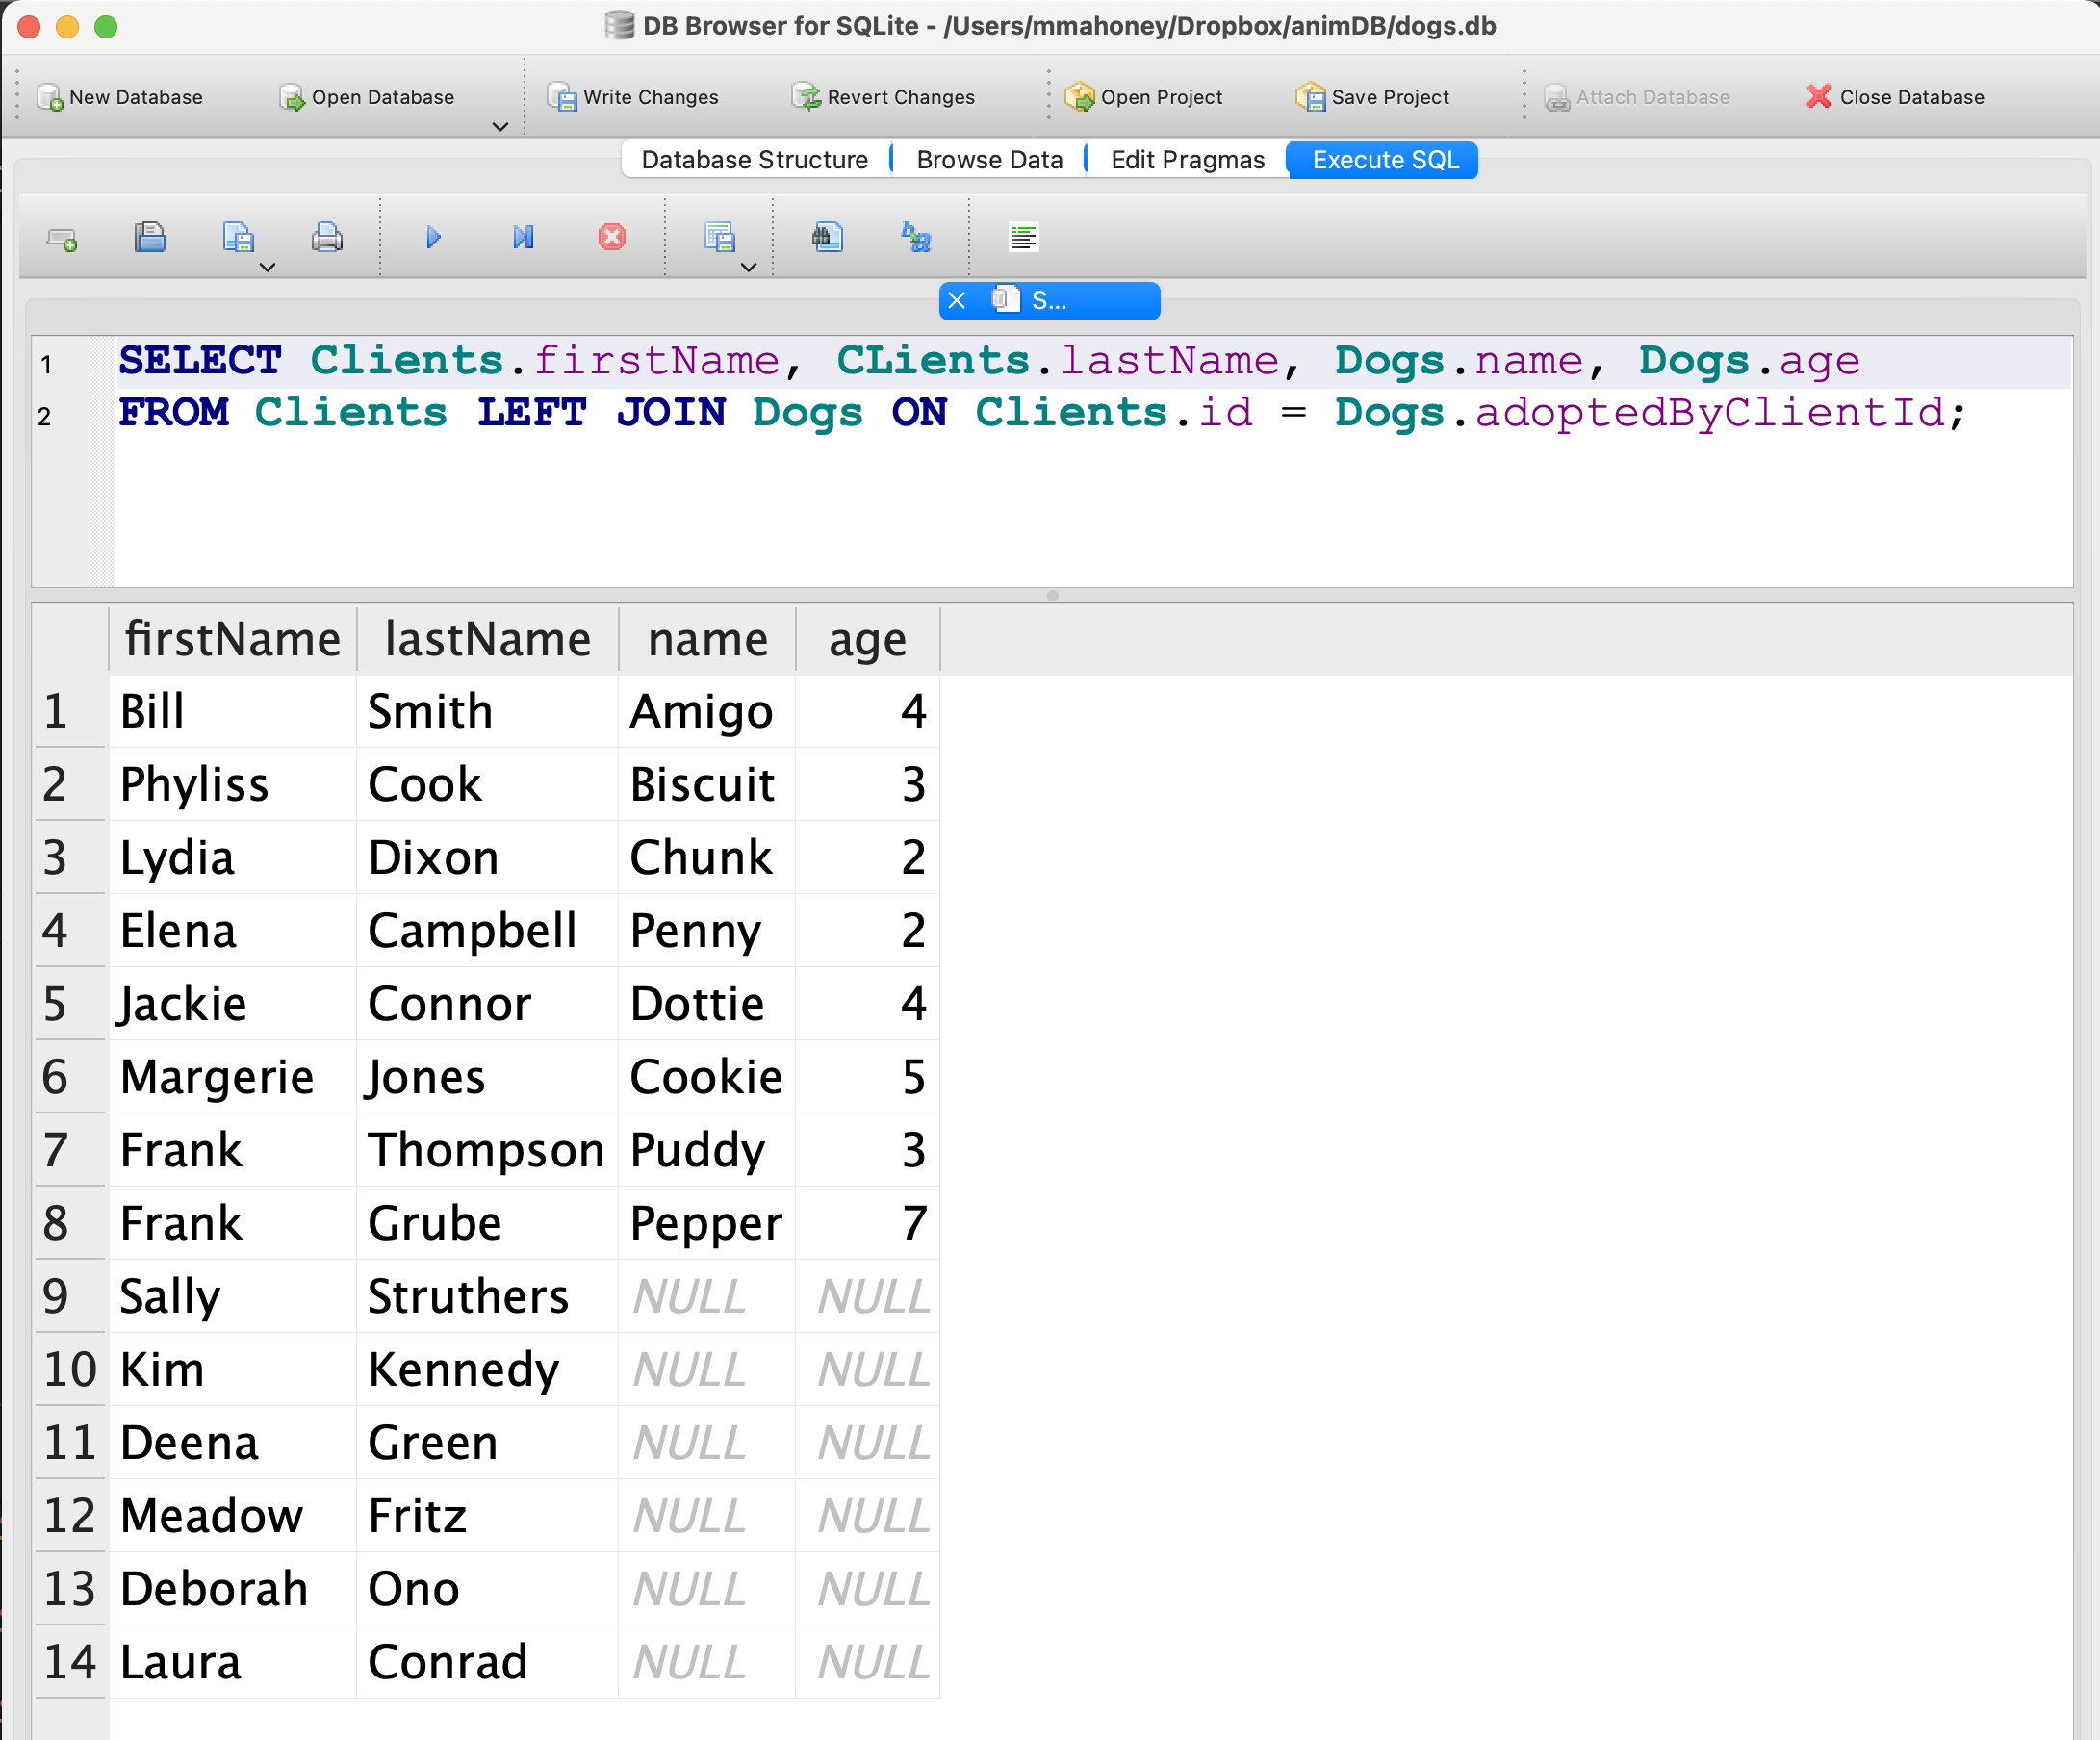 DB Browser for SQLite - /Users/mmahoney/Dropbox/animDB/dogs.db
New Database Open Database Write Changes Revert Changes Open Project Save Project Attach Database Close Database
Database Structure Browse Data Edit Pragmas Execute SQL
S...
1 SELECT Clients.firstName, CLients.lastName, Dogs.name, Dogs.age
2 FROM Clients LEFT JOIN Dogs ON Clients.id = Dogs.adoptedByClientId;
firstName lastName name age
1 Bill Smith Amigo 4
2 Phyliss Cook Biscuit 3
3 Lydia Dixon Chunk 2
4 Elena Campbell Penny 2
5 Jackie Connor Dottie 4
6 Margerie Jones Cookie 5
7 Frank Thompson Puddy 3
8 Frank Grube Pepper 7
9 Sally Struthers NULL NULL
10 Kim Kennedy NULL NULL
11 Deena Green NULL NULL
12 Meadow Fritz NULL NULL
13 Deborah Ono NULL NULL
14 Laura Conrad NULL NULL